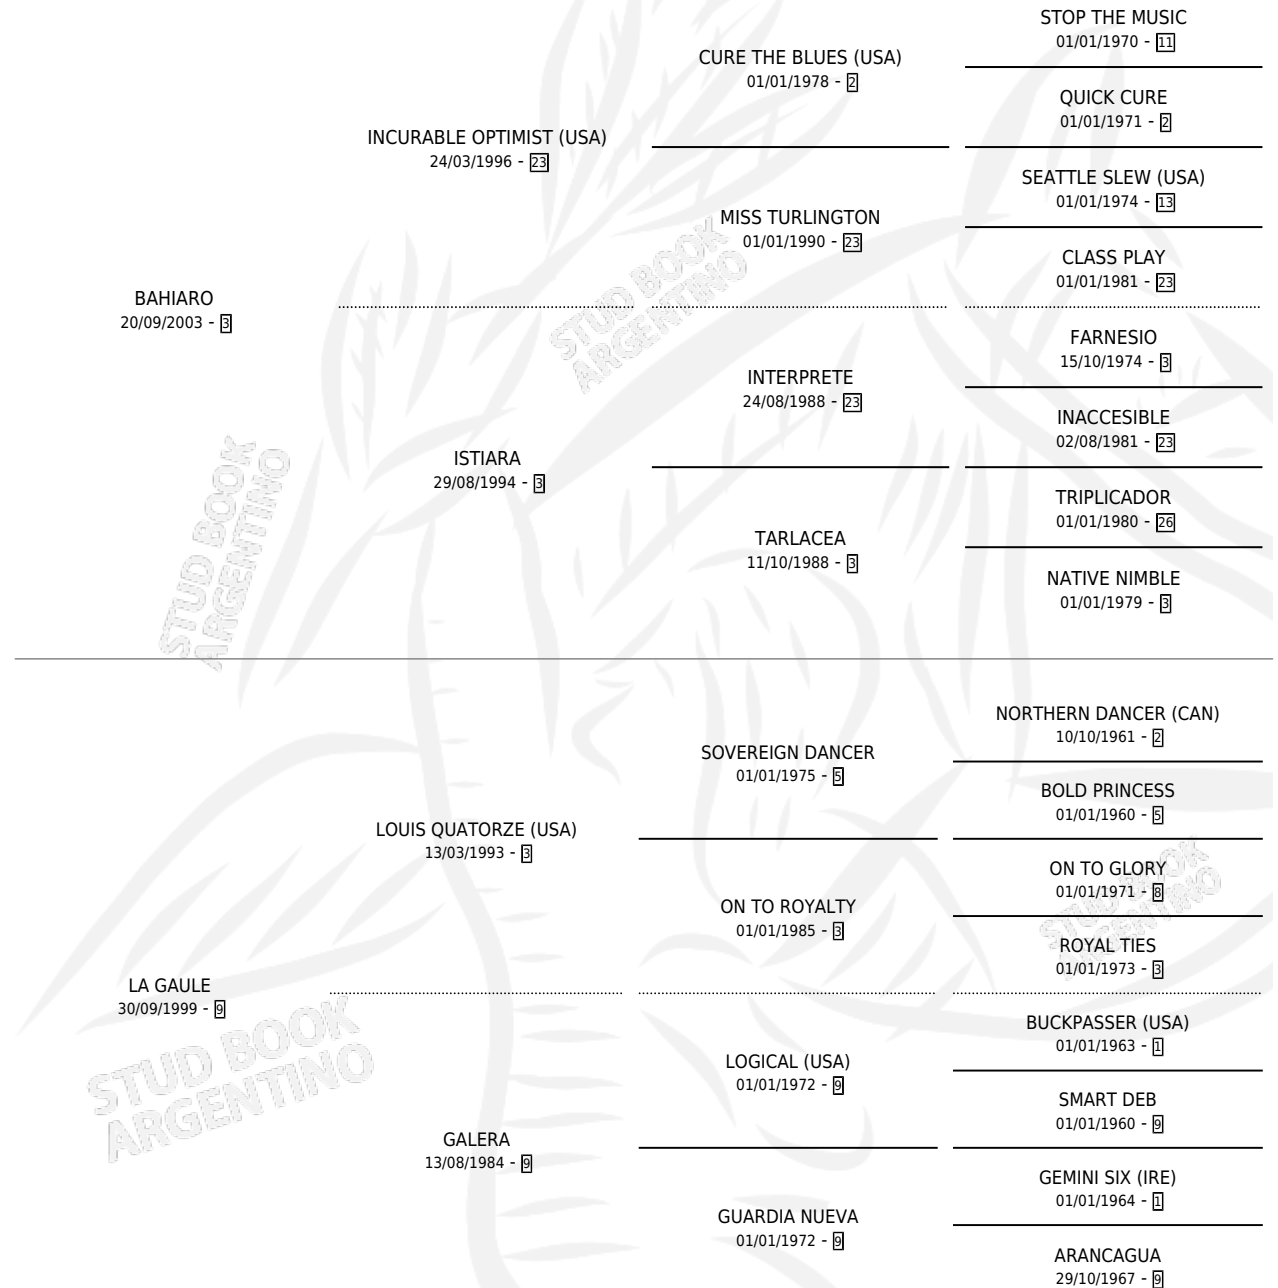 STOP THE MUSIC
01/01/1970 - 11
CURE THE BLUES (USA)
01/01/1978 - 2
QUICK CURE
01/01/1971 - 2
INCURABLE OPTIMIST (USA)
24/03/1996 - 23
SEATTLE SLEW (USA)
01/01/1974 - 13
MISS TURLINGTON
01/01/1990 - 23
CLASS PLAY
01/01/1981 - 23
BAHIARO
20/09/2003 - 3
FARNESIO
15/10/1974 - 3
INTERPRETE
24/08/1988 - 23
INACCESIBLE
02/08/1981 - 23
ISTIARA
29/08/1994 - 3
TRIPLICADOR
01/01/1980 - 26
TARLACEA
11/10/1988 - 3
NATIVE NIMBLE
01/01/1979 - 3
STUD BOOK
ARGENTINO
STUD BOOK
ARGENTINO
NORTHERN DANCER (CAN)
10/10/1961 - 2
SOVEREIGN DANCER
01/01/1975 - 5
BOLD PRINCESS
01/01/1960 - 5
LOUIS QUATORZE (USA)
13/03/1993 - 3
ON TO GLORY
01/01/1971 - 8
ON TO ROYALTY
01/01/1985 - 3
ROYAL TIES
01/01/1973 - 3
LA GAULE
30/09/1999 - 9
BUCKPASSER (USA)
01/01/1963 - 1
LOGICAL (USA)
01/01/1972 - 9
SMART DEB
01/01/1960 - 9
GALERA
13/08/1984 - 9
GEMINI SIX (IRE)
01/01/1964 - 1
GUARDIA NUEVA
01/01/1972 - 9
ARANCAGUA
29/10/1967 - 9
STUD BOOK
ARGENTINO
STUD BOOK
ARGENTINO